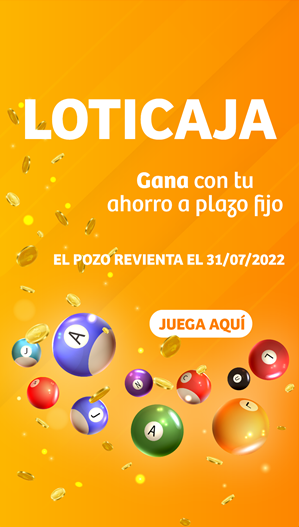 LOTICAJA
Gana con tu
ahorro a plazo fijo
EL POZO REVIENTA EL 31/07/2022
JUEGA AQUÍ
J
A
L
C
J
A
L